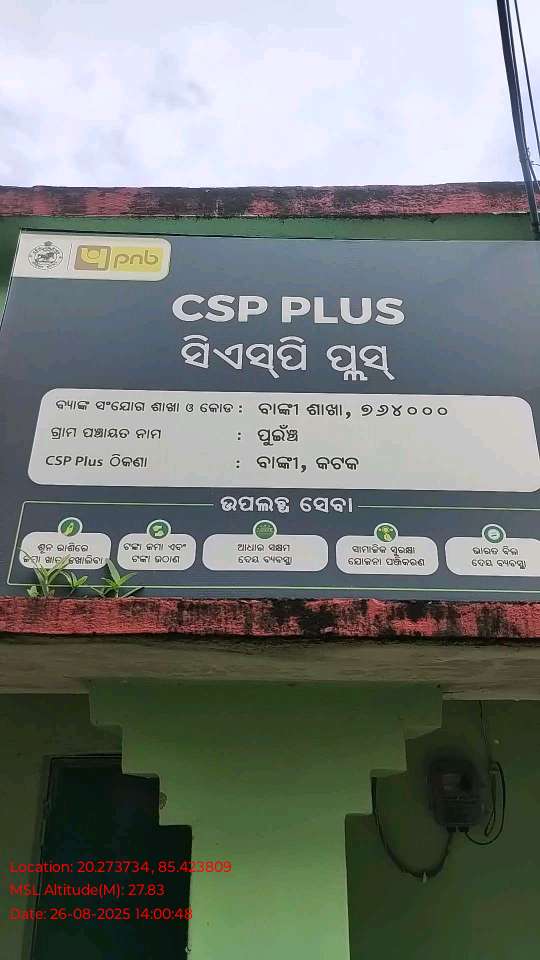 pnb
CSP PLUS
ସିଏସ୍‌ପି ପ୍ଲସ୍
ବ୍ୟାଙ୍କ ସଂଯୋଗ ଶାଖା ଓ କୋଡ : ବାଙ୍କୀ ଶାଖା, ୭୬୪୦୦୦
ଗ୍ରାମ ପଞ୍ଚାୟତ ନାମ : ପୁଇଁଞ୍ଚ
CSP Plus ଠିକଣା : ବାଙ୍କୀ, କଟକ
ଉପଲବ୍ଧ ସେବା
ଶୂନ ରାଶିରେ
ଜମା ଖାତା ଖୋଲିବା
ଟଙ୍କା ଜମା ଏବଂ
ଟଙ୍କା ଉଠାଣ
ଆଧାର ସକ୍ଷମ
ଦେୟ ବ୍ୟବସ୍ଥା
ସାମାଜିକ ସୁରକ୍ଷା
ଯୋଜନା ପଞ୍ଜିକରଣ
ଭାରତ ବିଲ
ଦେୟ ବ୍ୟବସ୍ଥା
Location: 20.273734, 85.423809
MSL Altitude(M): 27.83
Date: 26-08-2025 14:00:48